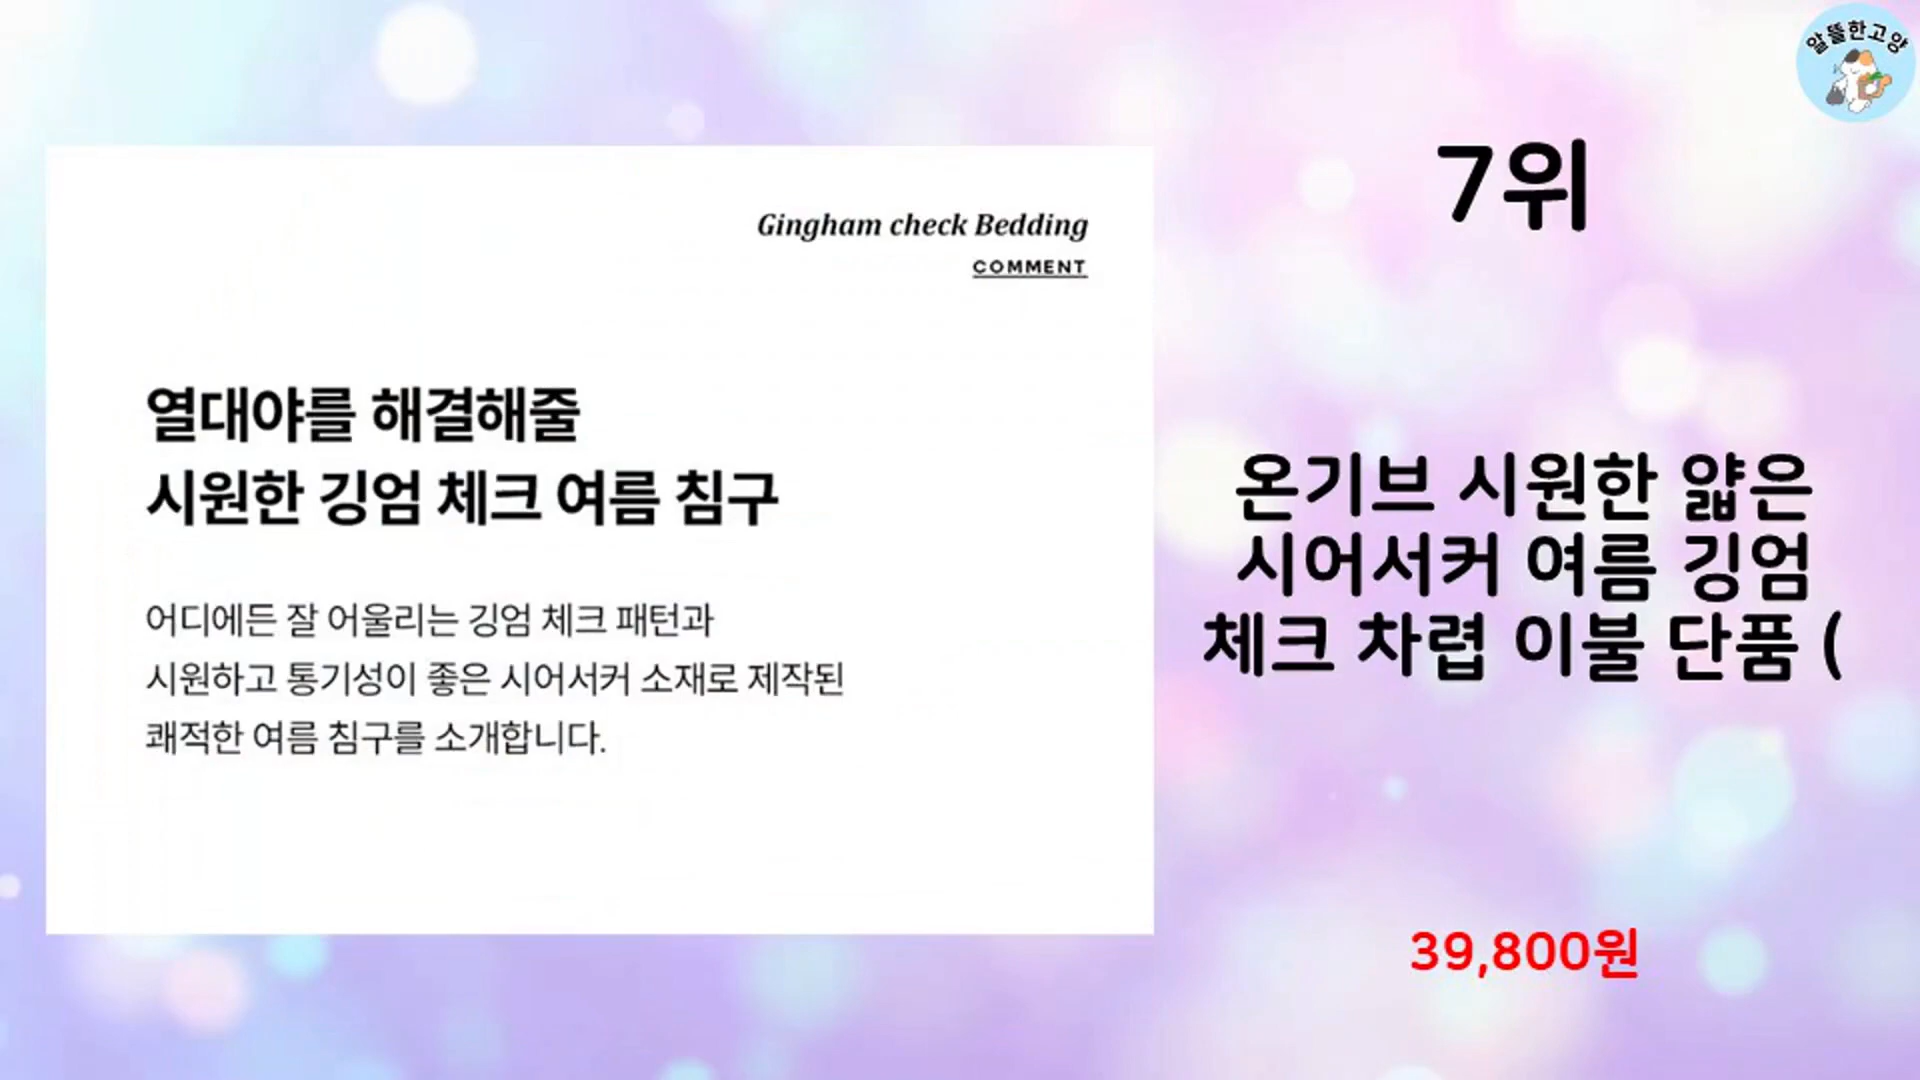 알뜰한고양
7위
Gingham check Bedding
COMMENT
열대야를 해결해줄
시원한 깅엄 체크 여름 침구
어디에든 잘 어울리는 깅엄 체크 패턴과
시원하고 통기성이 좋은 시어서커 소재로 제작된
쾌적한 여름 침구를 소개합니다.
온기브 시원한 얇은
시어서커 여름 깅엄
체크 차렵 이불 단품 (
39,800원